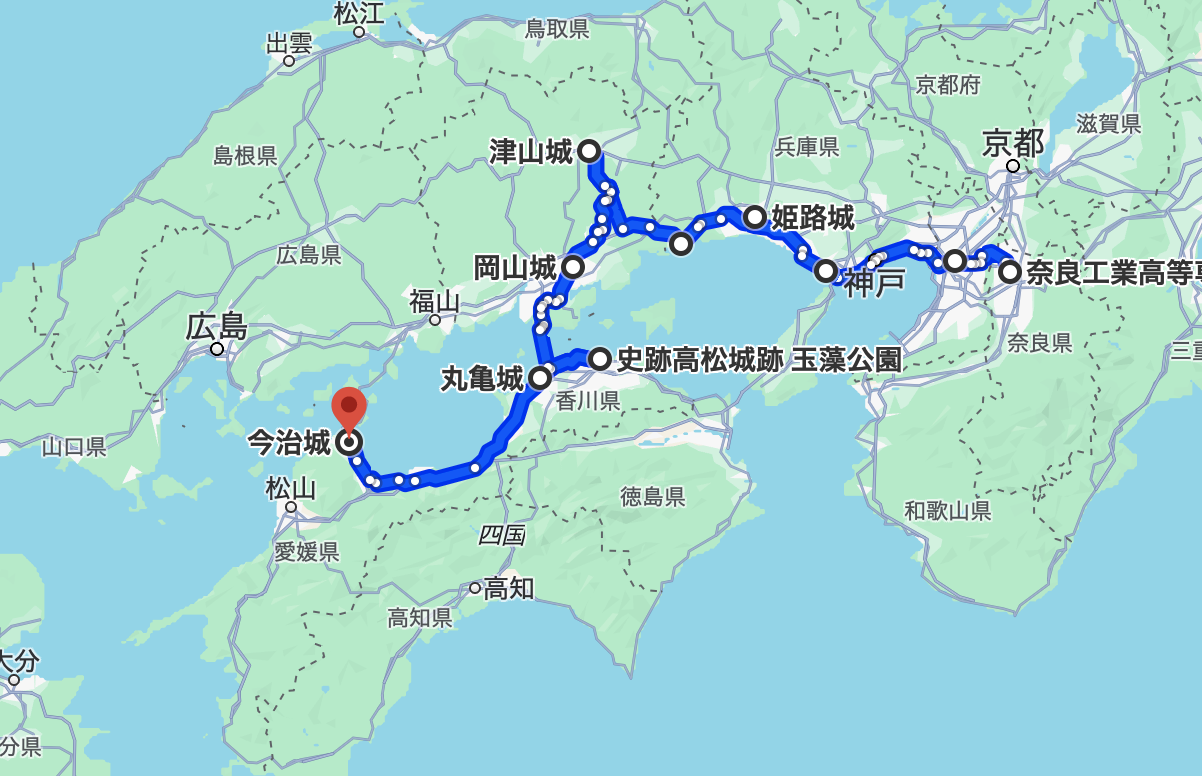 松江
鳥取県
出雲
京都府
滋賀県
京都
兵庫県
津山城
島根県
姫路城
広島県
岡山城
神戸
奈良工業高等専
福山
広島
奈良県
三重
史跡高松城跡 玉藻公園
丸亀城
香川県
今治城
山口県
松山
徳島県
和歌山県
四国
愛媛県
高知
高知県
大分
分県